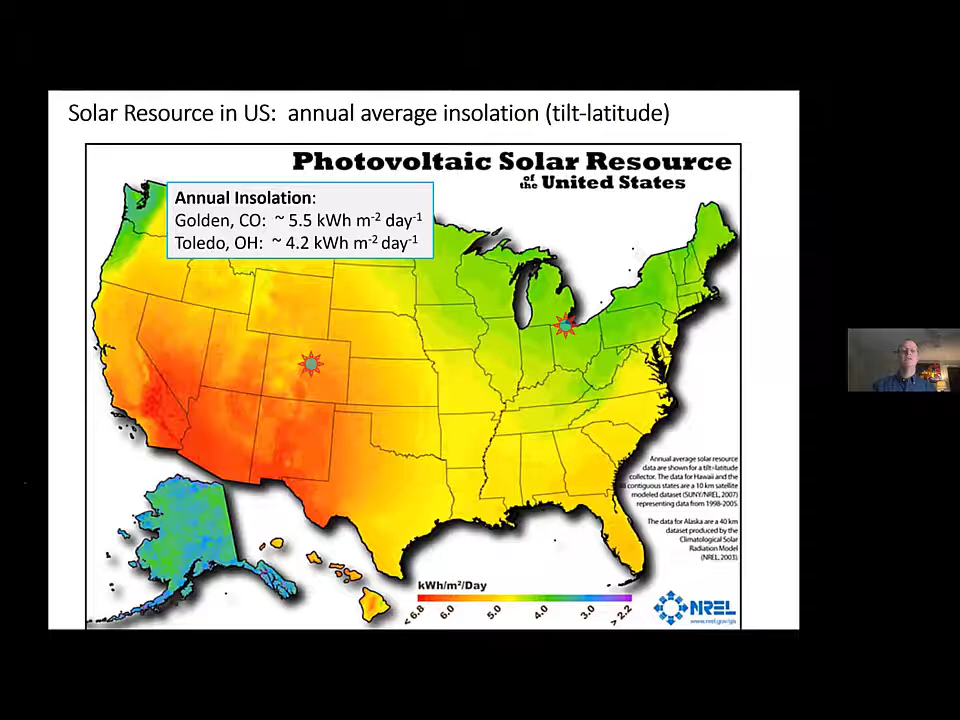 Solar Resource in US:  annual average insolation (tilt-latitude)
Photovoltaic Solar Resource
of the United States
Annual Insolation:
Golden, CO:  ~ 5.5 kWh m-2 day-1
Toledo, OH:  ~ 4.2 kWh m-2 day-1
Annual average solar resource
data are shown for a tilt=latitude
collector. The data for Hawaii and the
contiguous states are a 10 km satellite
modeled dataset (SUNY/NREL, 2007)
representing data from 1998-2005.
The data for Alaska are a 40 km
dataset produced by the
Climatological Solar
Radiation Model
(NREL, 2003).
kWh/m²/Day
< 6.8
6.0
5.0
4.0
3.0
> 2.2
NREL
www.nrel.gov/gis